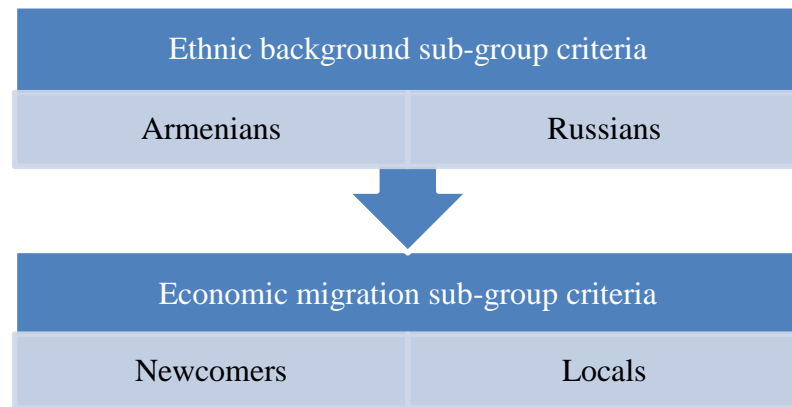 Ethnic background sub-group criteria
Armenians
Russians
Economic migration sub-group criteria
Newcomers
Locals